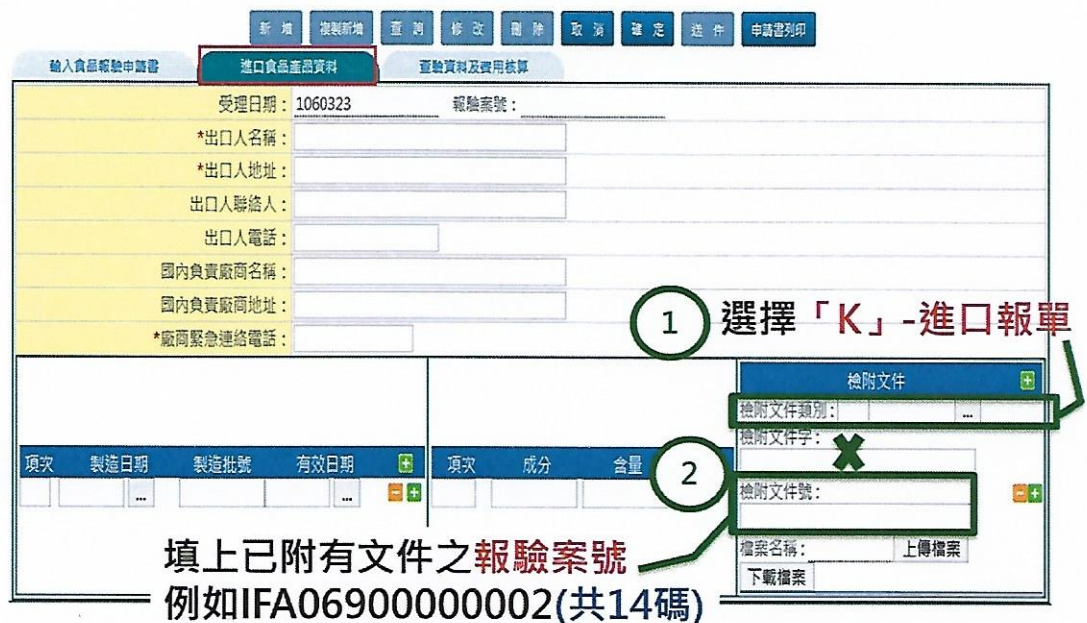 新增 複製新增 查詢 修改 刪除 取消 確定 送件 申請書列印
輸入食品報驗申請書 進口食品產品資料 查驗資料及費用核算
受理日期： 1060323 報驗案號：
*出口人名稱：
*出口人地址：
出口人聯絡人：
出口人電話：
國內負責廠商名稱：
國內負責廠商地址：
*廠商緊急連絡電話：
1 選擇「K」-進口報單
檢附文件
檢附文件類別： ...
檢附文件字：
項次 製造日期 製造批號 有效日期 項次 成分 含量
... ...
2
檢附文件號：
檔案名稱： 上傳檔案
下載檔案
填上已附有文件之報驗案號
例如IFA06900000002(共14碼)